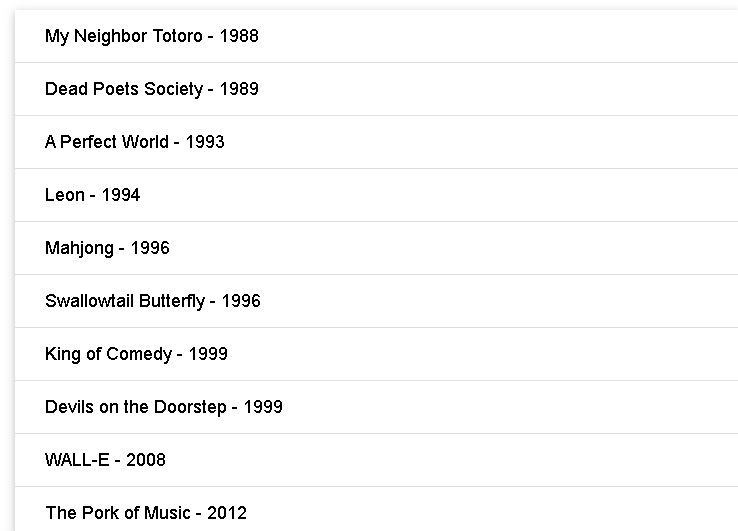 My Neighbor Totoro - 1988
Dead Poets Society - 1989
A Perfect World - 1993
Leon - 1994
Mahjong - 1996
Swallowtail Butterfly - 1996
King of Comedy - 1999
Devils on the Doorstep - 1999
WALL-E - 2008
The Pork of Music - 2012